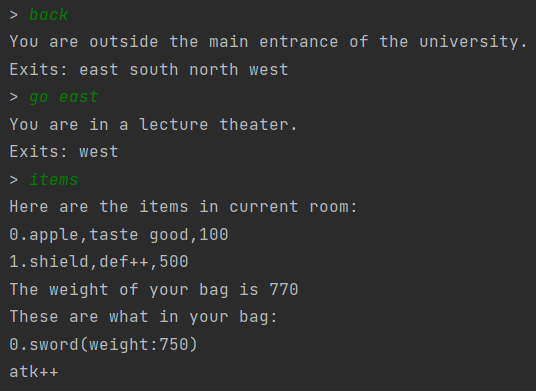 > back
You are outside the main entrance of the university.
Exits: east south north west
> go east
You are in a lecture theater.
Exits: west
> items
Here are the items in current room:
0.apple,taste good,100
1.shield,def++,500
The weight of your bag is 770
These are what in your bag:
0.sword(weight:750)
atk++